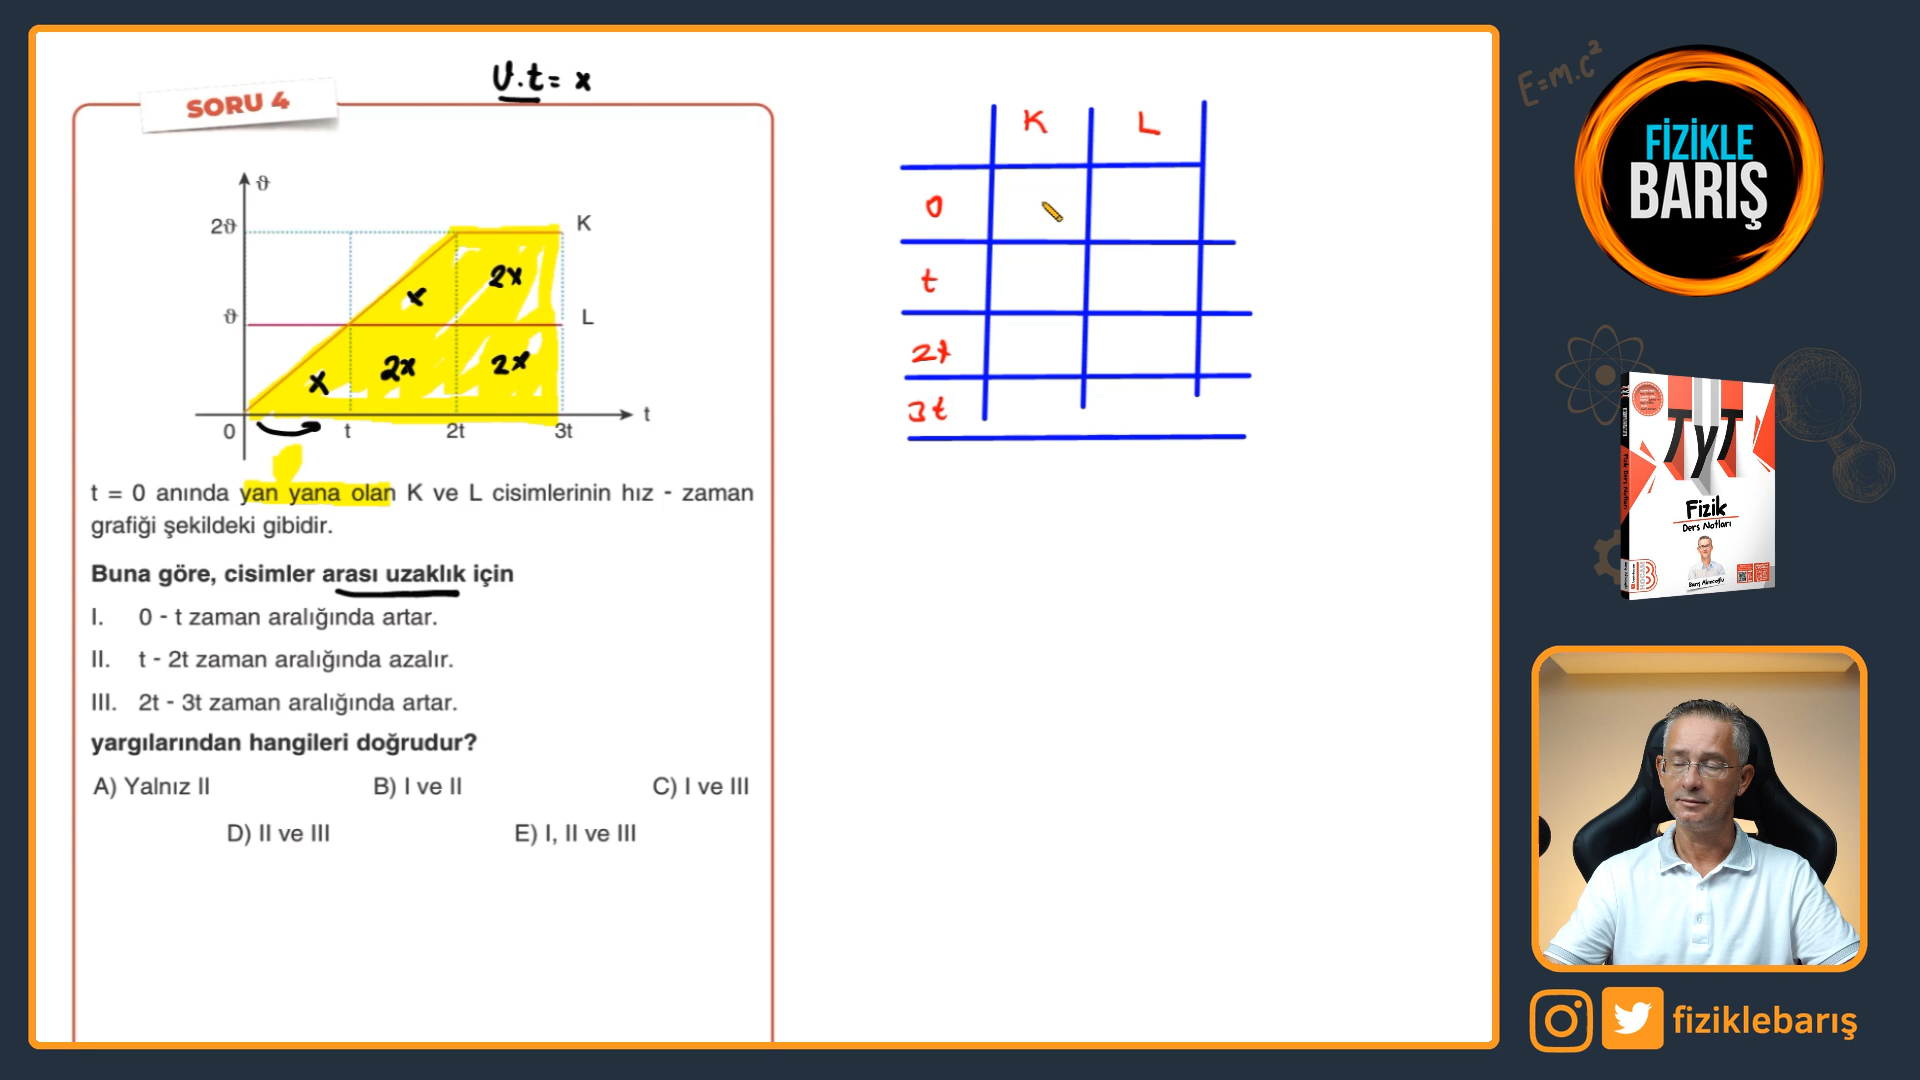 ϑ.t = x
SORU 4
ϑ
2ϑ
K
2x
x
ϑ
L
x
2x
2x
0
t
2t
3t
t
t = 0 anında yan yana olan K ve L cisimlerinin hız - zaman
grafiği şekildeki gibidir.
Buna göre, cisimler arası uzaklık için
I. 0 - t zaman aralığında artar.
II. t - 2t zaman aralığında azalır.
III. 2t - 3t zaman aralığında artar.
yargılarından hangileri doğrudur?
A) Yalnız II
B) I ve II
C) I ve III
D) II ve III
E) I, II ve III
K
L
0
t
2t
3t
E=m.c²
FİZİKLE
BARIŞ
TYT
Fizik
Ders Notları
fiziklebarış